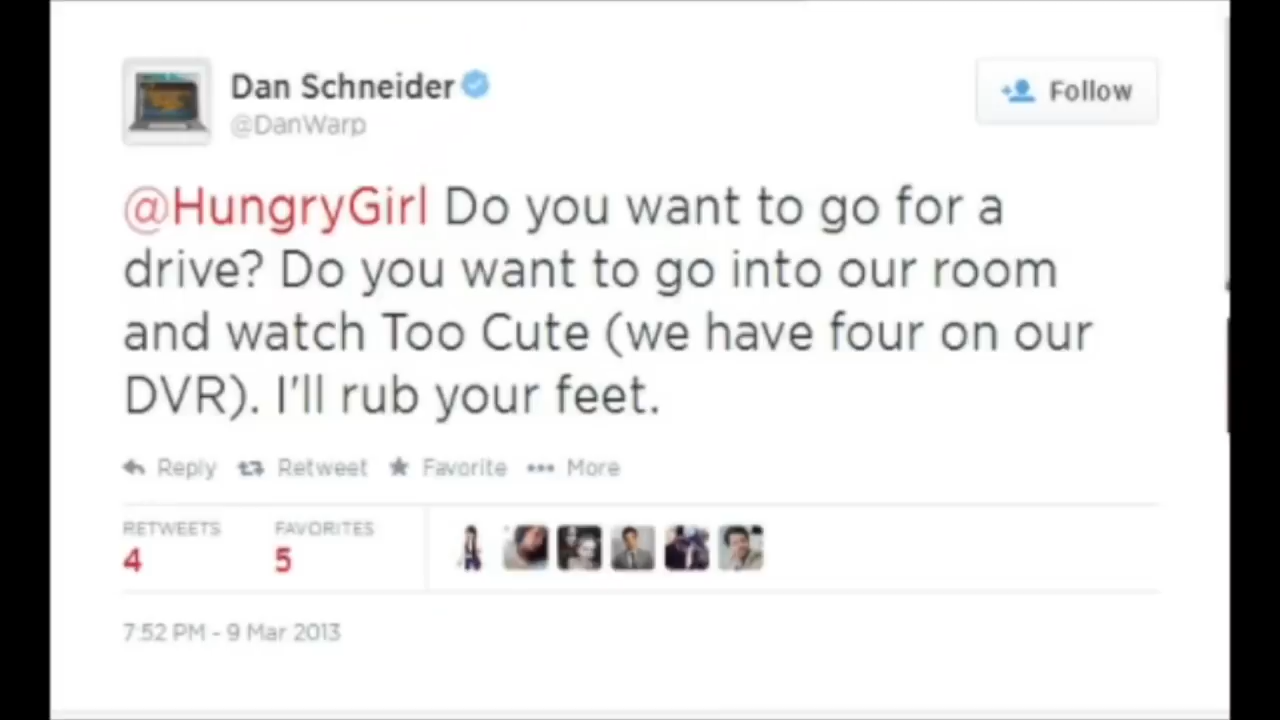 Dan Schneider
@DanWarp
Follow
@HungryGirl Do you want to go for a
drive? Do you want to go into our room
and watch Too Cute (we have four on our
DVR). I'll rub your feet.
Reply Retweet Favorite More
RETWEETS FAVORITES
4 5
7:52 PM - 9 Mar 2013